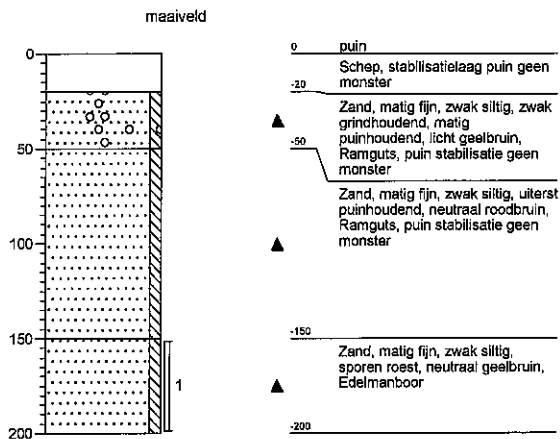 maaiveld
0
50
100
150
200
1
0 puin
Schep, stabilisatielaag puin geen
monster
-20
Zand, matig fijn, zwak siltig, zwak
grindhoudend, matig
puinhoudend, licht geelbruin,
Ramguts, puin stabilisatie geen
monster
-50
Zand, matig fijn, zwak siltig, uiterst
puinhoudend, neutraal roodbruin,
Ramguts, puin stabilisatie geen
monster
-150
Zand, matig fijn, zwak siltig,
sporen roest, neutraal geelbruin,
Edelmanboor
-200